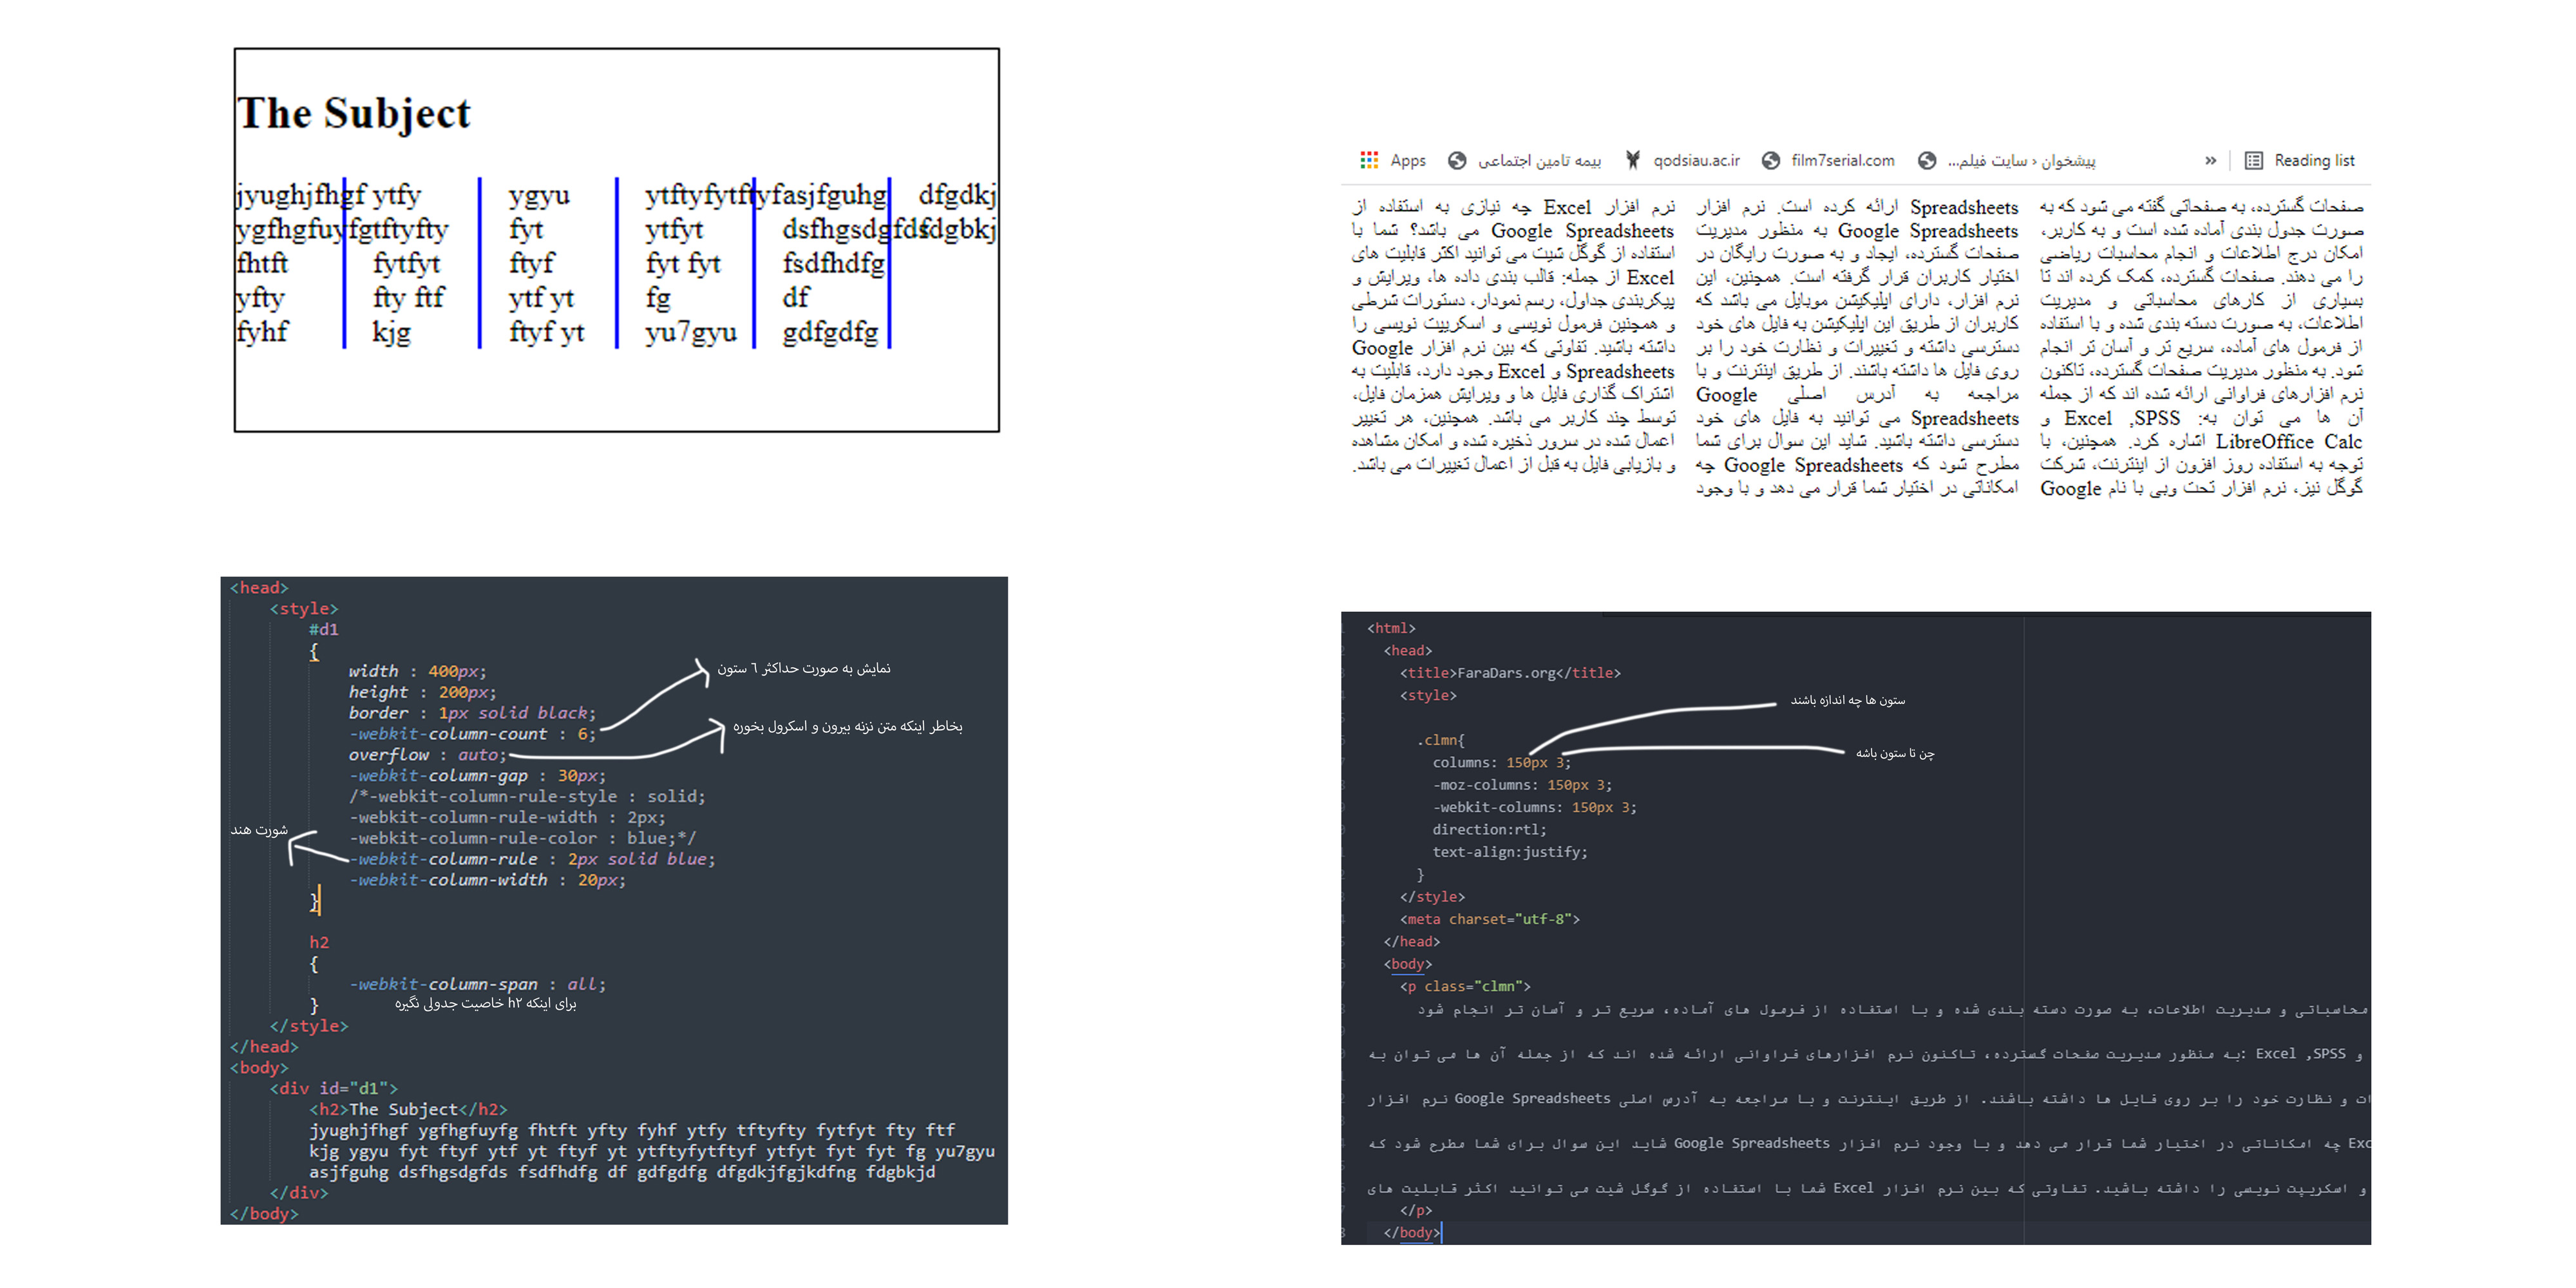 The Subject
jyughjfhgf ytfy ygyu ytftyfytftyfasjfguhg dfgdkj
ygfhgfuyfgtftyfty fyt ytfyt dsfhgsdgfdsfdgbkj
fhtft fytfyt ftyf fyt fyt fsdfhdfg
yfty fty ftf ytf yt fg df
fyhf kjg ftyf yt yu7gyu gdfgdfg
Apps بیمه تامین اجتماعی qodsiau.ac.ir film7serial.com پیشخوان ‹ سایت فیلم... » Reading list
صفحات گسترده، به صفحاتی گفته می شود که به
صورت جدول بندی آماده شده است و به کاربر،
امکان درج اطلاعات و انجام محاسبات ریاضی
را می دهند. صفحات گسترده، کمک کرده اند تا
بسیاری از کارهای محاسباتی و مدیریت
اطلاعات، به صورت دسته بندی شده و با استفاده
از فرمول های آماده، سریع تر و آسان تر انجام
شود. به منظور مدیریت صفحات گسترده، تاکنون
نرم افزارهای فراوانی ارائه شده اند که از جمله
آن ها می توان به: Excel ,SPSS و
LibreOffice Calc اشاره کرد. همچنین، با
توجه به استفاده روز افزون از اینترنت، شرکت
گوگل نیز، نرم افزار تحت وبی با نام Google
Spreadsheets ارائه کرده است. نرم افزار
Google Spreadsheets به منظور مدیریت
صفحات گسترده، ایجاد و به صورت رایگان در
اختیار کاربران قرار گرفته است. همچنین، این
نرم افزار، دارای اپلیکیشن موبایل می باشد که
کاربران از طریق این اپلیکیشن به فایل های خود
دسترسی داشته و تغییرات و نظارت خود را بر
روی فایل ها داشته باشند. از طریق اینترنت و با
مراجعه به آدرس اصلی Google
Spreadsheets می توانید به فایل های خود
دسترسی داشته باشید. شاید این سوال برای شما
مطرح شود که Google Spreadsheets چه
امکاناتی در اختیار شما قرار می دهد و با وجود
نرم افزار Excel چه نیازی به استفاده از
Google Spreadsheets می باشد؟ شما با
استفاده از گوگل شیت می توانید اکثر قابلیت های
Excel از جمله: قالب بندی داده ها، ویرایش و
پیکربندی جداول، رسم نمودار، دستورات شرطی
و همچنین فرمول نویسی و اسکریپت نویسی را
داشته باشید. تفاوتی که بین نرم افزار Google
Spreadsheets و Excel وجود دارد، قابلیت به
اشتراک گذاری فایل ها و ویرایش همزمان فایل،
توسط چند کاربر می باشد. همچنین، هر تغییر
اعمال شده در سرور ذخیره شده و امکان مشاهده
و بازیابی فایل به قبل از اعمال تغییرات می باشد.
<head>
<style>
#d1
{
width : 400px;
height : 200px;
border : 1px solid black;
-webkit-column-count : 6;
overflow : auto;
-webkit-column-gap : 30px;
/*-webkit-column-rule-style : solid;
-webkit-column-rule-width : 2px;
-webkit-column-rule-color : blue;*/
-webkit-column-rule : 2px solid blue;
-webkit-column-width : 20px;
}
h2
{
-webkit-column-span : all;
}
</style>
</head>
<body>
<div id="d1">
<h2>The Subject</h2>
jyughjfhgf ygfhgfuyfg fhtft yfty fyhf ytfy tftyfty fytfyt fty ftf
kjg ygyu fyt ftyf ytf yt ftyf yt ytftyfytftyf ytfyt fyt fyt fg yu7gyu
asjfguhg dsfhgsdgfds fsdfhdfg df gdfgdfg dfgdkjfgjkdfng fdgbkjd
</div>
</body>
نمایش به صورت حداکثر ٦ ستون
بخاطر اینکه متن نزنه بیرون و اسکرول بخوره
شورت هند
برای اینکه h۲ خاصیت جدولی نگیره
<html>
<head>
<title>FaraDars.org</title>
<style>
.clmn{
columns: 150px 3;
-moz-columns: 150px 3;
-webkit-columns: 150px 3;
direction:rtl;
text-align:justify;
}
</style>
<meta charset="utf-8">
</head>
<body>
<p class="clmn">
محاسباتی و مدیریت اطلاعات، به صورت دسته بندی شده و با استفاده از فرمول های آماده، سریع تر و آسان تر انجام شود
و Excel ,SPSS :به منظور مدیریت صفحات گسترده، تاکنون نرم افزارهای فراوانی ارائه شده اند که از جمله آن ها می توان به
ات و نظارت خود را بر روی فایل ها داشته باشند. از طریق اینترنت و با مراجعه به آدرس اصلی Google Spreadsheets نرم افزار
Exc چه امکاناتی در اختیار شما قرار می دهد و با وجود نرم افزار Google Spreadsheets شاید این سوال برای شما مطرح شود که
و اسکریپت نویسی را داشته باشید. تفاوتی که بین نرم افزار Excel شما با استفاده از گوگل شیت می توانید اکثر قابلیت های
</p>
</body>
ستون ها چه اندازه باشند
چن تا ستون باشه